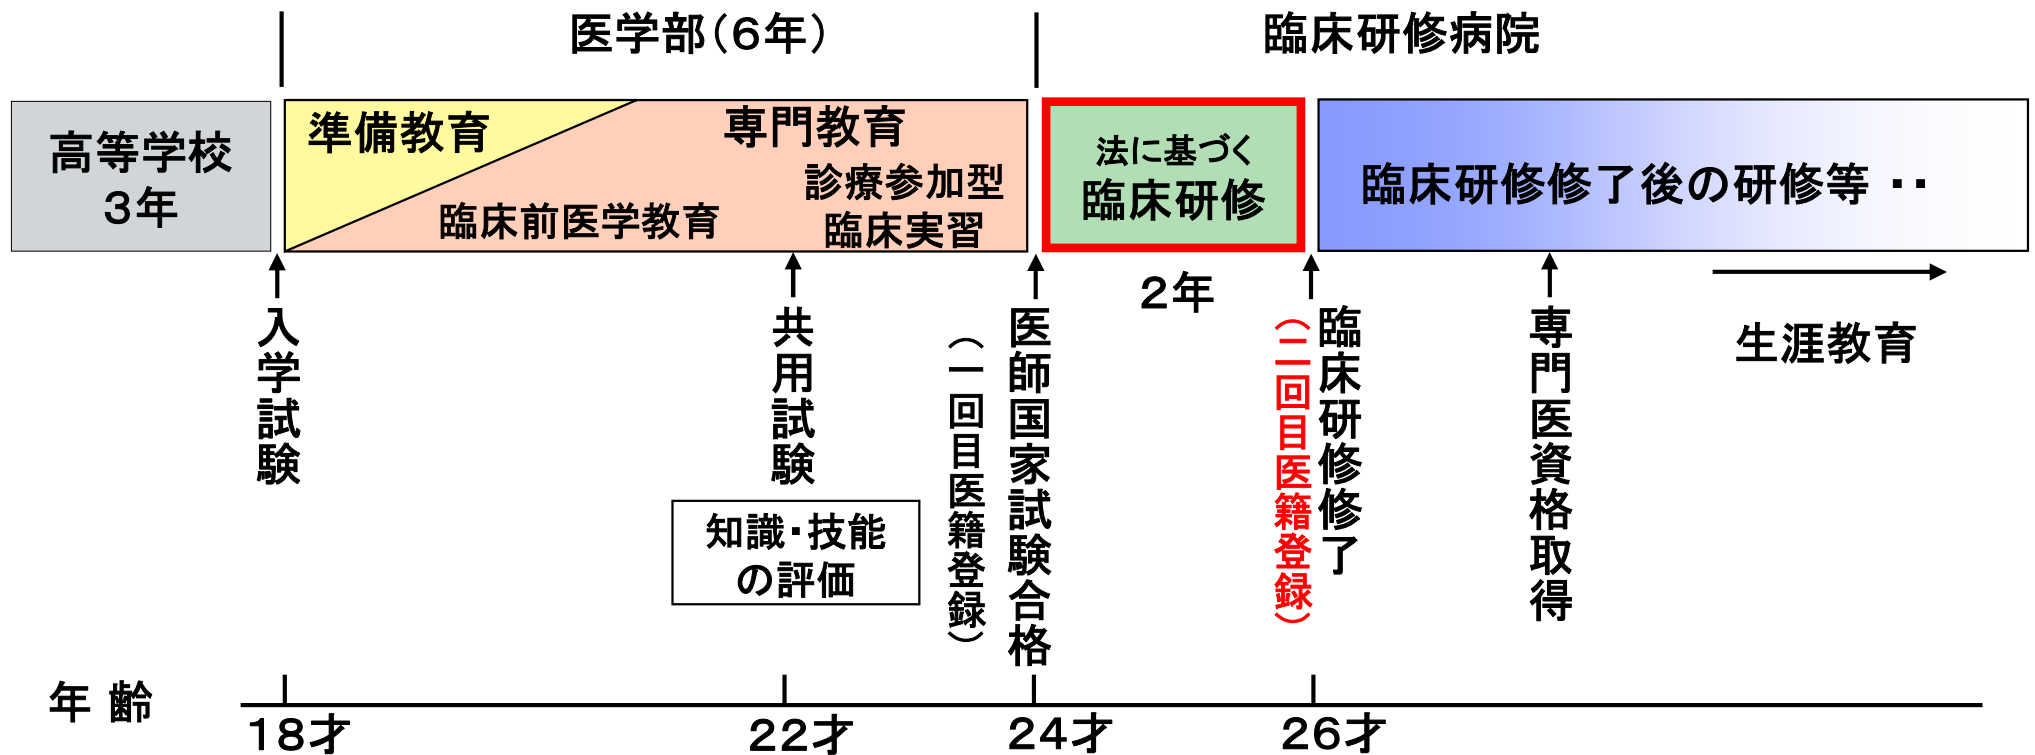 医学部（６年）
臨床研修病院
高等学校
３年
準備教育
専門教育
診療参加型
臨床実習
臨床前医学教育
法に基づく
臨床研修
臨床研修修了後の研修等 ・・
２年
入学試験
共用試験
知識・技能
の評価
医師国家試験合格
（一回目医籍登録）
臨床研修修了
（二回目医籍登録）
専門医資格取得
生涯教育
年 齢
１８才
２２才
２４才
２６才